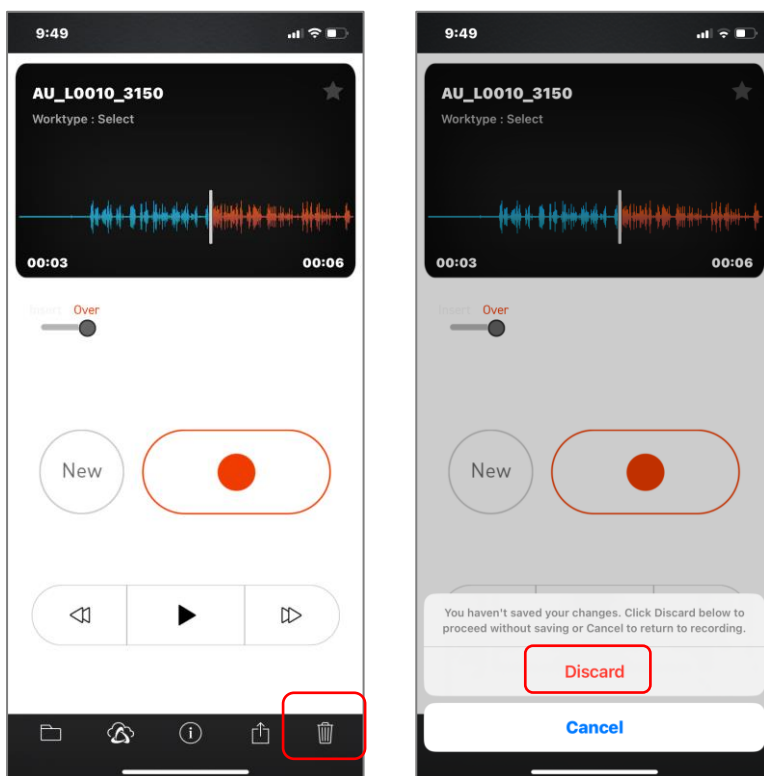 9:49
AU_L0010_3150
Worktype : Select
00:03
00:06
Insert Over
New
9:49
AU_L0010_3150
Worktype : Select
00:03
00:06
Insert Over
New
You haven't saved your changes. Click Discard below to
proceed without saving or Cancel to return to recording.
Discard
Cancel